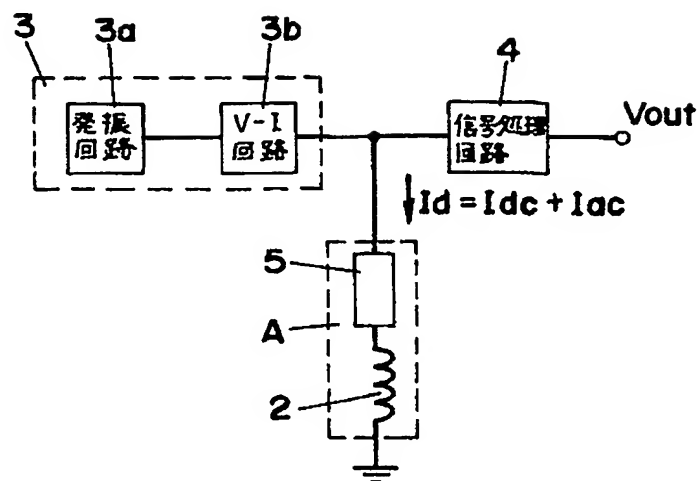 3
3a
3b
4
発振
回路
V-I
回路
信号処理
回路
Vout
Id = Idc + Iac
5
A
2